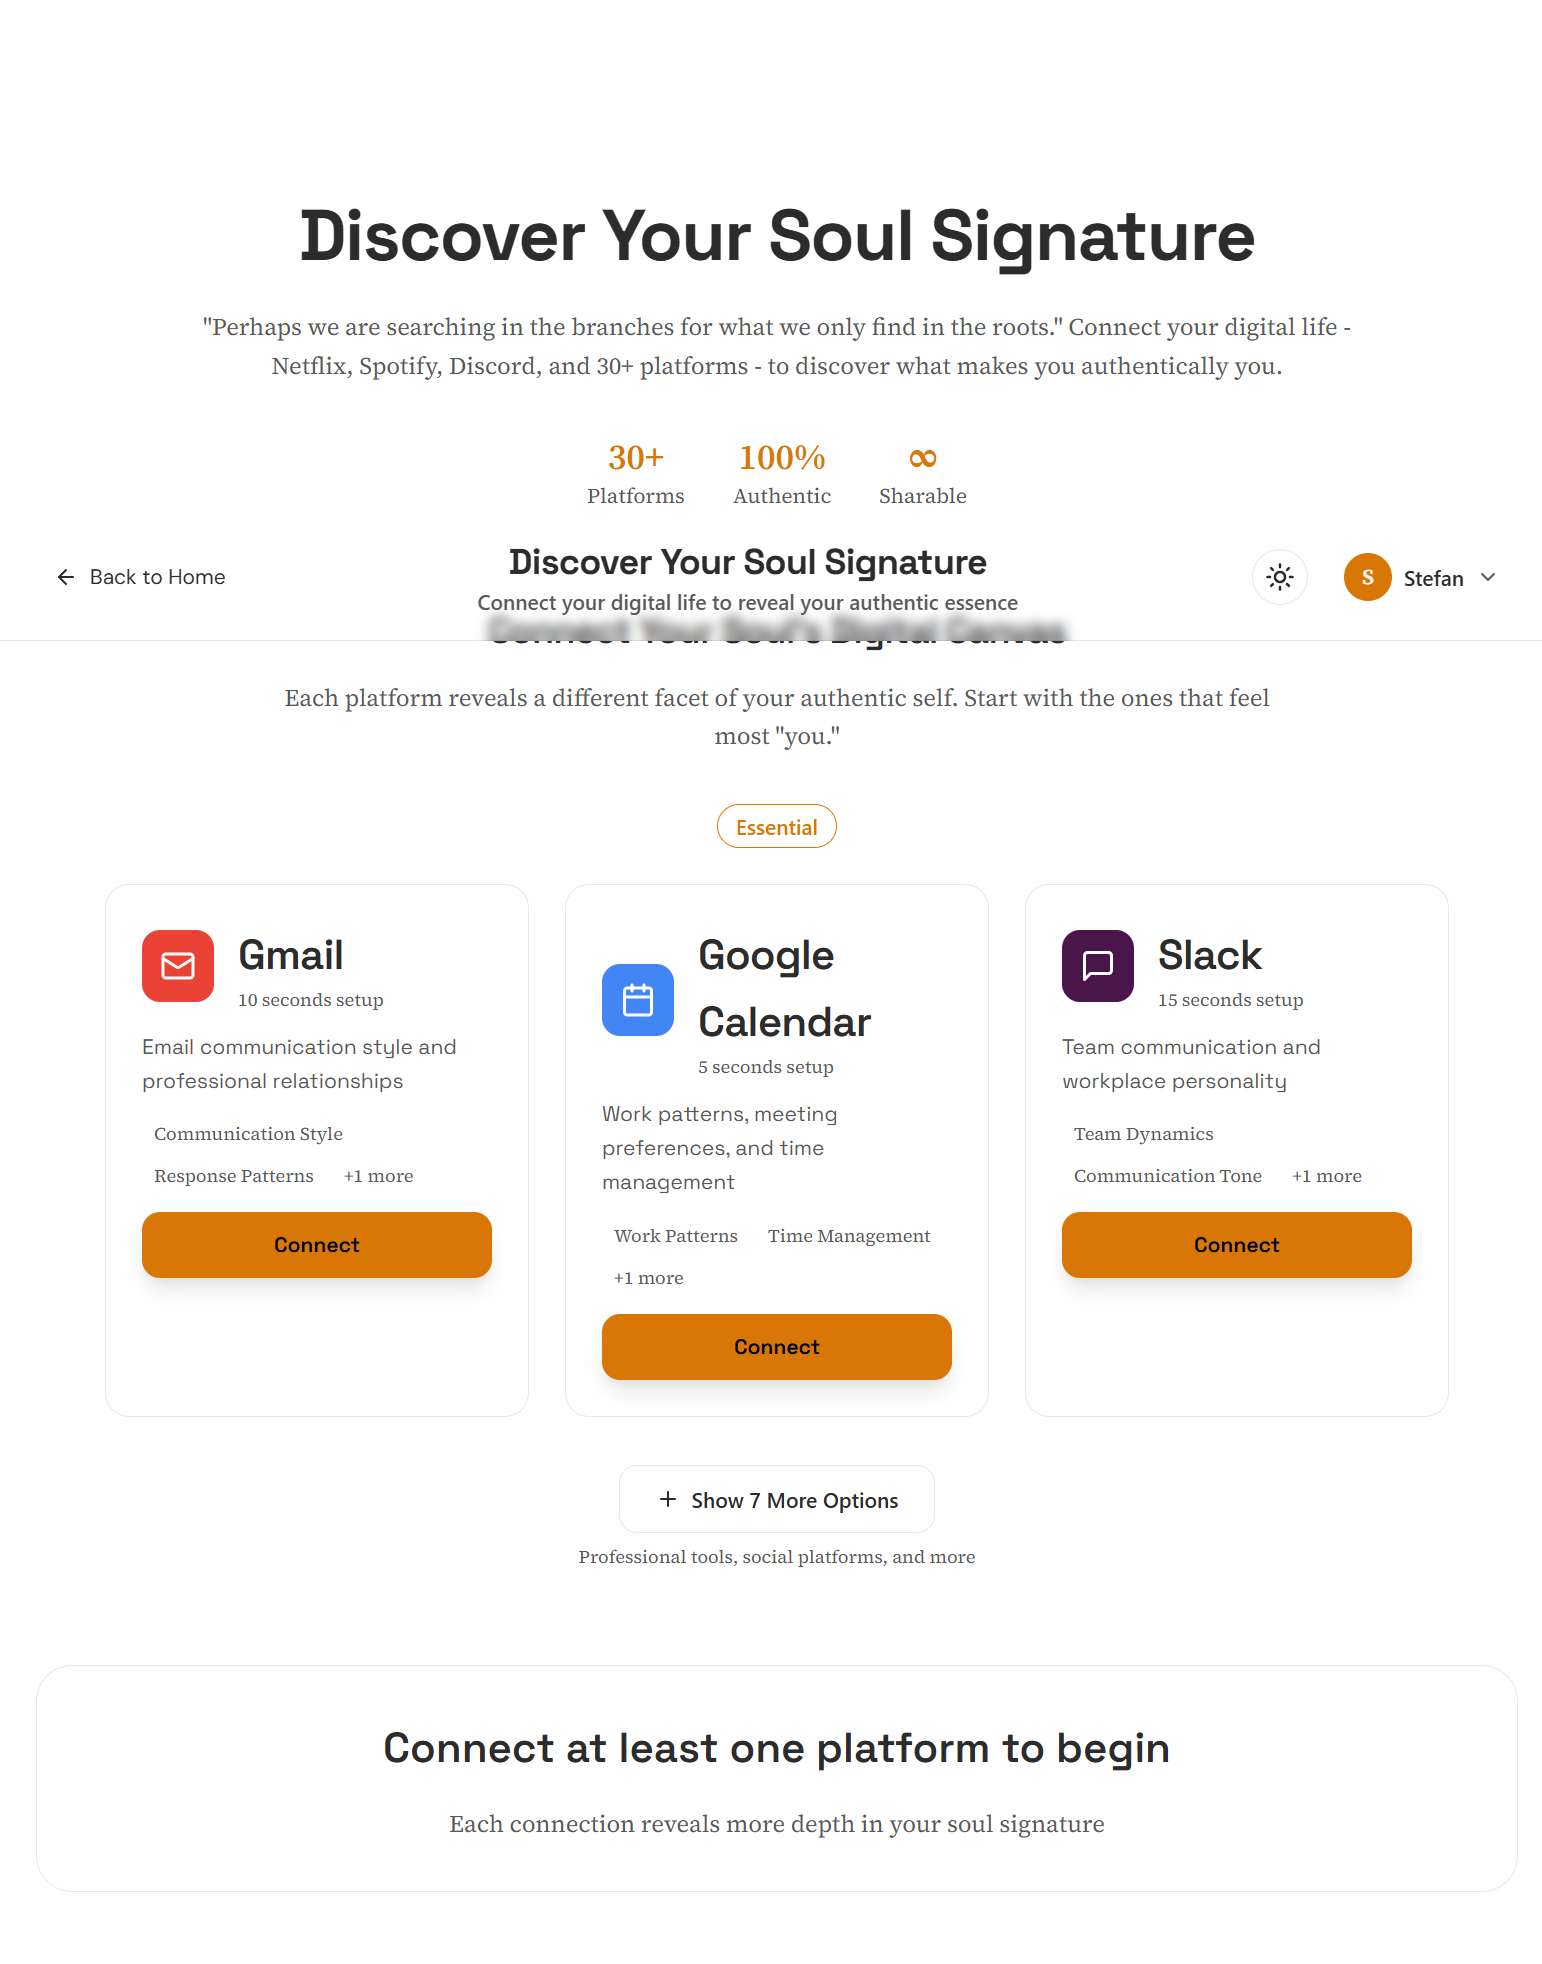 Discover Your Soul Signature
"Perhaps we are searching in the branches for what we only find in the roots." Connect your digital life -
Netflix, Spotify, Discord, and 30+ platforms - to discover what makes you authentically you.
30+
Platforms
100%
Authentic
∞
Sharable
Back to Home
Discover Your Soul Signature
Connect your digital life to reveal your authentic essence
S
Stefan
Connect Your Soul's Digital Canvas
Each platform reveals a different facet of your authentic self. Start with the ones that feel
most "you."
Essential
Gmail
10 seconds setup
Email communication style and
professional relationships
Communication Style
Response Patterns +1 more
Connect
Google
Calendar
5 seconds setup
Work patterns, meeting
preferences, and time
management
Work Patterns Time Management
+1 more
Connect
Slack
15 seconds setup
Team communication and
workplace personality
Team Dynamics
Communication Tone +1 more
Connect
+ Show 7 More Options
Professional tools, social platforms, and more
Connect at least one platform to begin
Each connection reveals more depth in your soul signature